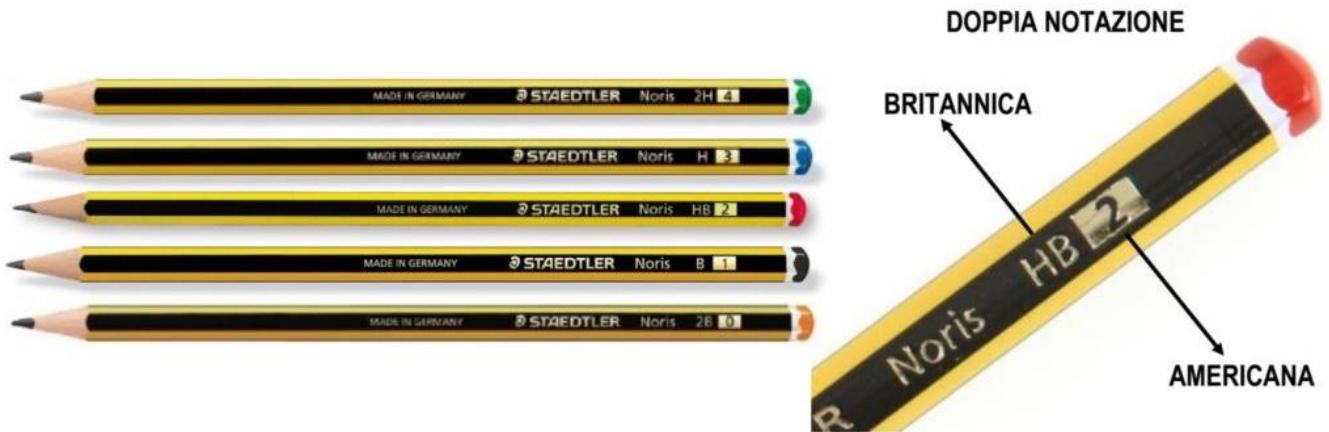 MADE IN GERMANY STAEDTLER Noris 2H 4
MADE IN GERMANY STAEDTLER Noris H 3
MADE IN GERMANY STAEDTLER Noris HB 2
MADE IN GERMANY STAEDTLER Noris B 1
MADE IN GERMANY STAEDTLER Noris 2B 0
DOPPIA NOTAZIONE
BRITANNICA
R Noris HB 2
AMERICANA